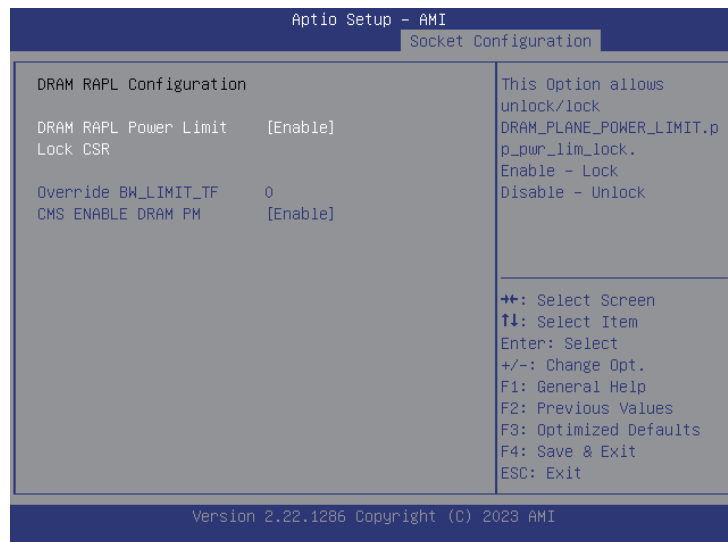 Aptio Setup – AMI
Socket Configuration
DRAM RAPL Configuration
DRAM RAPL Power Limit [Enable]
Lock CSR
Override BW_LIMIT_TF 0
CMS ENABLE DRAM PM [Enable]
This Option allows
unlock/lock
DRAM_PLANE_POWER_LIMIT.p
p_pwr_lim_lock.
Enable – Lock
Disable – Unlock
→←: Select Screen
↑↓: Select Item
Enter: Select
+/-: Change Opt.
F1: General Help
F2: Previous Values
F3: Optimized Defaults
F4: Save & Exit
ESC: Exit
Version 2.22.1286 Copyright (C) 2023 AMI